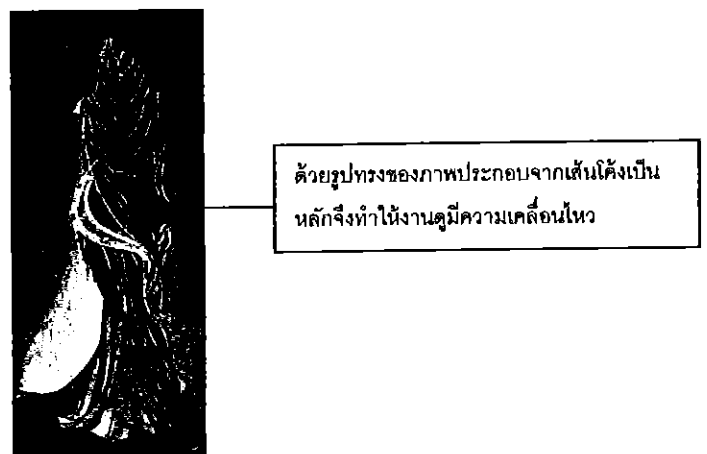 ด้วยรูปทรงของภาพประกอบจากเส้นโค้งเป็น
หลักจึงทำให้งานดูมีความเคลื่อนไหว